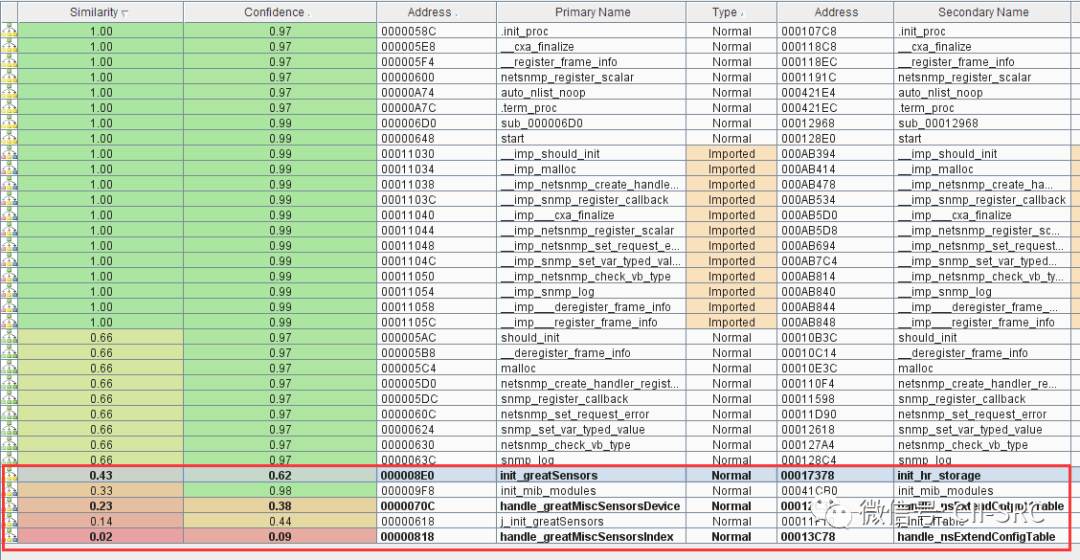 Similarity Confidence Address Primary Name Type Address Secondary Name
1.00 0.97 0000058C .init_proc Normal 000107C8 .init_proc
1.00 0.97 000005E8 __cxa_finalize Normal 000118C8 __cxa_finalize
1.00 0.97 000005F4 __register_frame_info Normal 000118EC __register_frame_info
1.00 0.97 00000600 netsnmp_register_scalar Normal 0001191C netsnmp_register_scalar
1.00 0.97 00000A74 auto_nlist_noop Normal 000421E4 auto_nlist_noop
1.00 0.97 00000A7C .term_proc Normal 000421EC .term_proc
1.00 0.99 000006D0 sub_000006D0 Normal 00012968 sub_00012968
1.00 0.99 00000648 start Normal 000128E0 start
1.00 0.99 00011030 __imp_should_init Imported 000AB394 __imp_should_init
1.00 0.99 00011034 __imp_malloc Imported 000AB414 __imp_malloc
1.00 0.99 00011038 __imp_netsnmp_create_handle... Imported 000AB478 __imp_netsnmp_create_ha...
1.00 0.99 0001103C __imp_snmp_register_callback Imported 000AB534 __imp_snmp_register_callback
1.00 0.99 00011040 __imp___cxa_finalize Imported 000AB5D0 __imp___cxa_finalize
1.00 0.99 00011044 __imp_netsnmp_register_scalar Imported 000AB5D8 __imp_netsnmp_register_sc...
1.00 0.99 00011048 __imp_netsnmp_set_request_e... Imported 000AB694 __imp_netsnmp_set_request...
1.00 0.99 0001104C __imp_snmp_set_var_typed_val... Imported 000AB7C4 __imp_snmp_set_var_typed...
1.00 0.99 00011050 __imp_netsnmp_check_vb_type Imported 000AB814 __imp_netsnmp_check_vb_ty...
1.00 0.99 00011054 __imp_snmp_log Imported 000AB840 __imp_snmp_log
1.00 0.99 00011058 __imp___deregister_frame_info Imported 000AB844 __imp___deregister_frame_...
1.00 0.99 0001105C __imp___register_frame_info Imported 000AB848 __imp___register_frame_info
0.66 0.97 000005AC should_init Normal 00010B3C should_init
0.66 0.97 000005B8 __deregister_frame_info Normal 00010C14 __deregister_frame_info
0.66 0.97 000005C4 malloc Normal 00010E3C malloc
0.66 0.97 000005D0 netsnmp_create_handler_regist... Normal 000110F4 netsnmp_create_handler_re...
0.66 0.97 000005DC snmp_register_callback Normal 00011598 snmp_register_callback
0.66 0.97 0000060C netsnmp_set_request_error Normal 00011D90 netsnmp_set_request_error
0.66 0.97 00000624 snmp_set_var_typed_value Normal 00012618 snmp_set_var_typed_value
0.66 0.97 00000630 netsnmp_check_vb_type Normal 000127A4 netsnmp_check_vb_type
0.66 0.97 0000063C snmp_log Normal 000128C4 snmp_log
0.43 0.62 000008E0 init_greatSensors Normal 00017378 init_hr_storage
0.33 0.98 000009F8 init_mib_modules Normal 00041CB0 init_mib_modules
0.23 0.38 0000070C handle_greatMiscSensorsDevice Normal handle_nsExtendOutput1Table
0.14 0.44 00000618 j_init_greatSensors Normal
0.02 0.09 00000818 handle_greatMiscSensorsIndex Normal 00013C78 handle_nsExtendConfigTable
微信号: cff-SRC